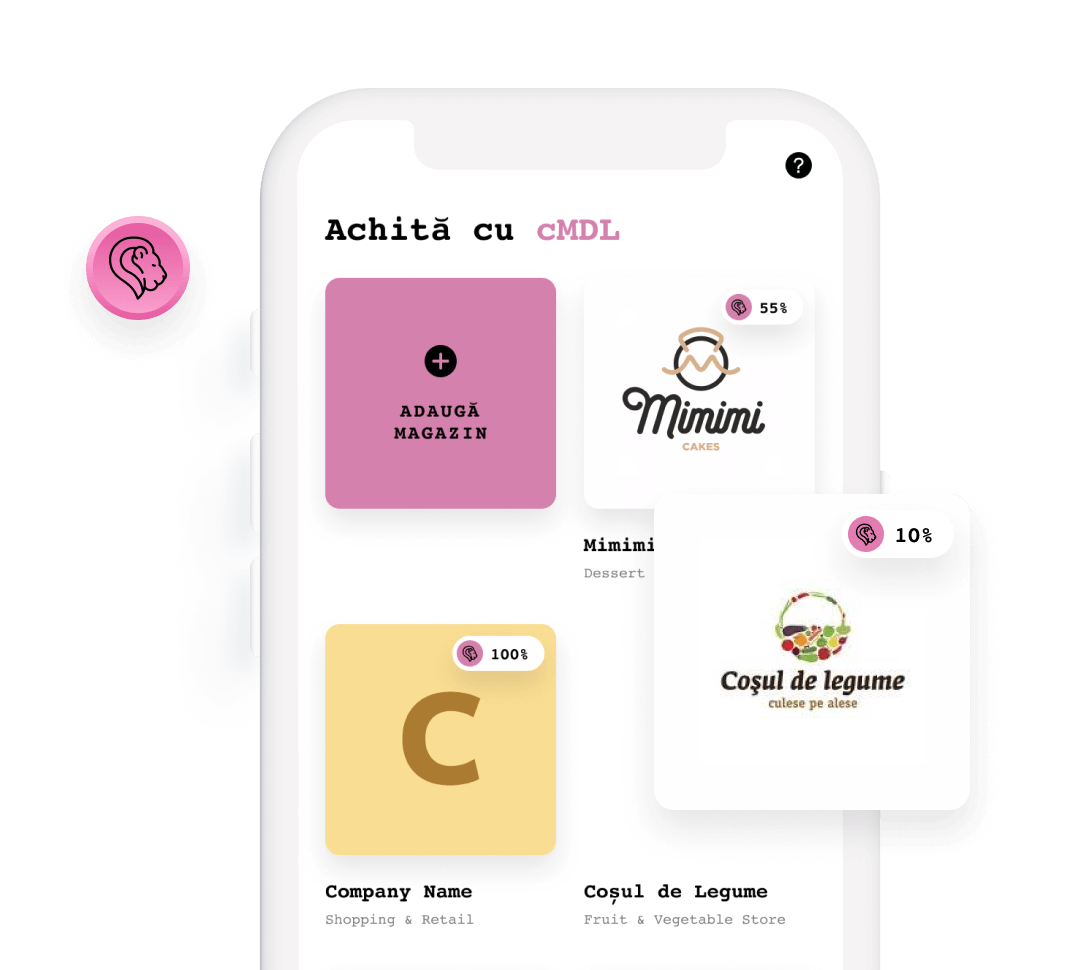 ?
Achită cu cMDL
ADAUGĂ
MAGAZIN
55%
Mimimi
CAKES
Mimimi
Dessert
10%
Coşul de legume
culese pe alese
100%
C
Company Name
Shopping & Retail
Coșul de Legume
Fruit & Vegetable Store